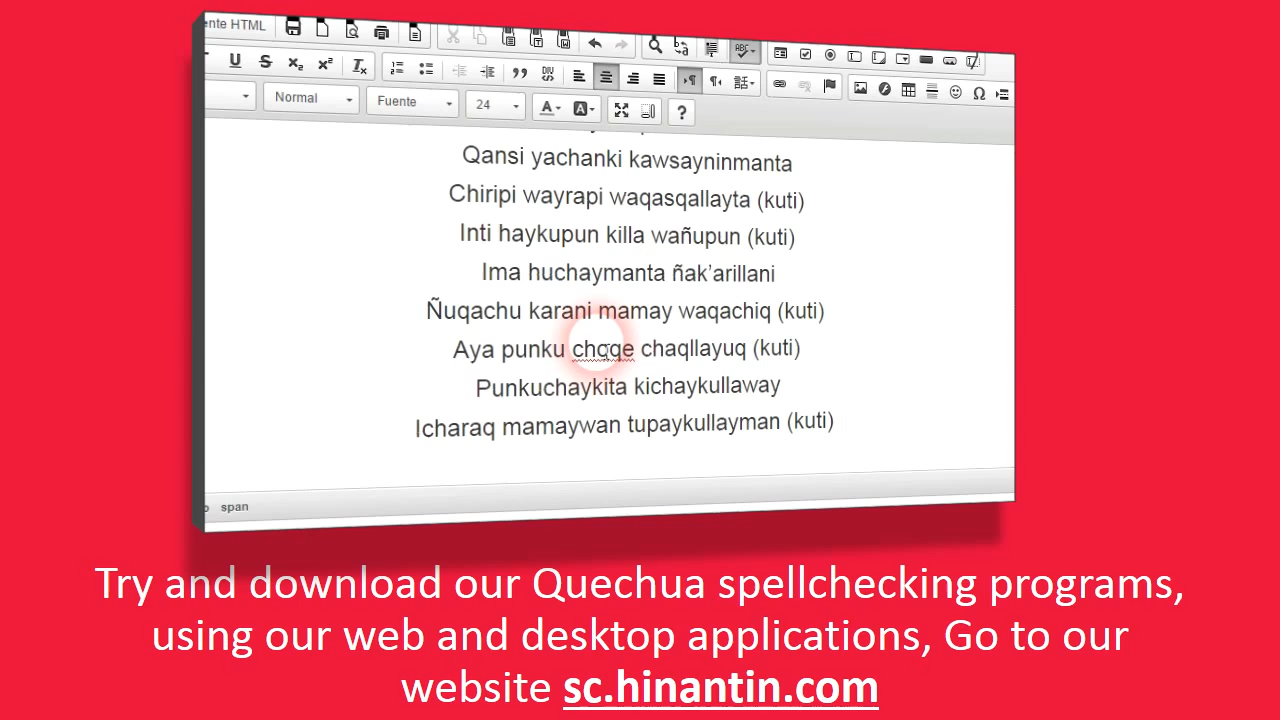 ente HTML
Normal Fuente 24
Qansi yachanki kawsayninmanta
Chiripi wayrapi waqasqallayta (kuti)
Inti haykupun killa wañupun (kuti)
Ima huchaymanta ñak’arillani
Ñuqachu karani mamay waqachiq (kuti)
Aya punku chqqe chaqllayuq (kuti)
Punkuchaykita kichaykullaway
Icharaq mamaywan tupaykullayman (kuti)
span
Try and download our Quechua spellchecking programs,
using our web and desktop applications, Go to our
website sc.hinantin.com